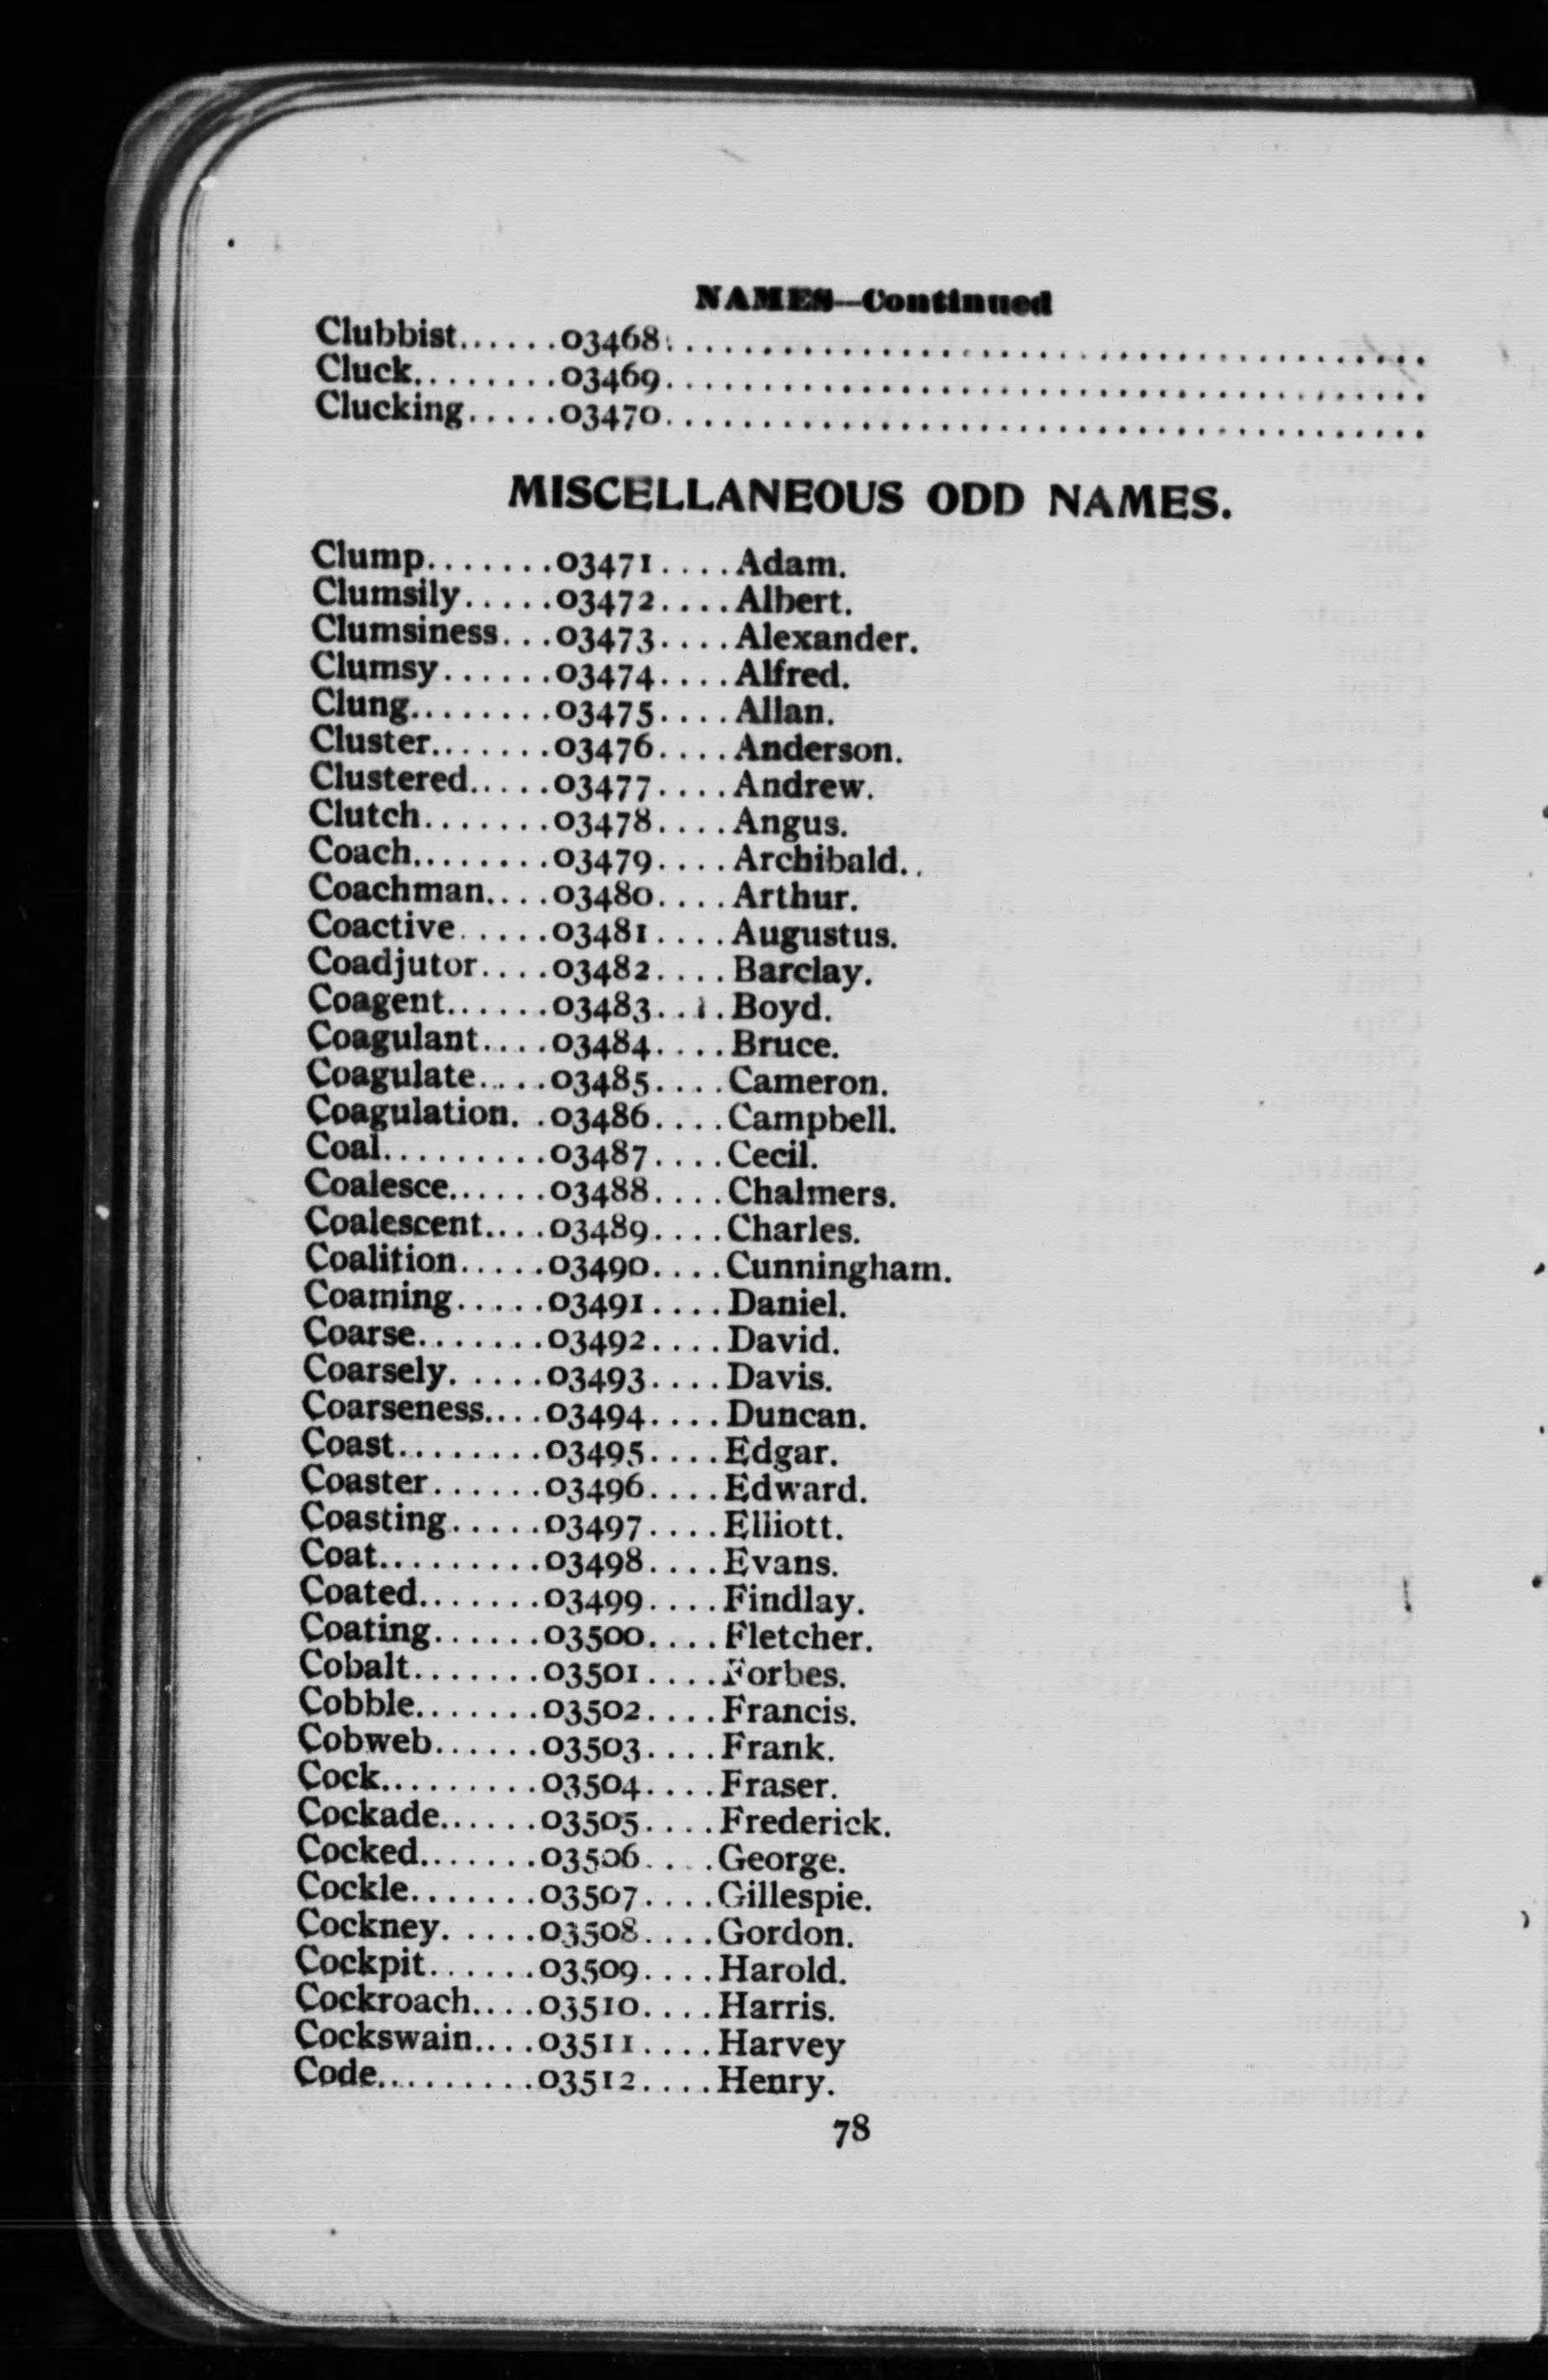 NAMES—Continued
Clubbist......03468........................................
Cluck........03469........................................
Clucking.....03470........................................
MISCELLANEOUS ODD NAMES.
Clump.......03471....Adam.
Clumsily.....03472....Albert.
Clumsiness...03473....Alexander.
Clumsy......03474....Alfred.
Clung........03475....Allan.
Cluster.......03476....Anderson.
Clustered.....03477....Andrew.
Clutch.......03478....Angus.
Coach........03479....Archibald..
Coachman....03480....Arthur.
Coactive.....03481....Augustus.
Coadjutor....03482....Barclay.
Coagent......03483....Boyd.
Coagulant....03484....Bruce.
Coagulate....03485....Cameron.
Coagulation. .03486....Campbell.
Coal.........03487....Cecil.
Coalesce......03488....Chalmers.
Coalescent....03489....Charles.
Coalition.....03490....Cunningham.
Coaming.....03491....Daniel.
Coarse.......03492....David.
Coarsely. ....03493....Davis.
Coarseness....03494....Duncan.
Coast........03495....Edgar.
Coaster......03496....Edward.
Coasting.....03497....Elliott.
Coat.........03498....Evans.
Coated.......03499....Findlay.
Coating......03500....Fletcher.
Cobalt.......03501....Forbes.
Cobble.......03502....Francis.
Cobweb......03503....Frank.
Cock.........03504....Fraser.
Cockade......03505....Frederick.
Cocked.......03506....George.
Cockle.......03507....Gillespie.
Cockney. ....03508....Gordon.
Cockpit......03509....Harold.
Cockroach....03510....Harris.
Cockswain....03511....Harvey
Code.........03512....Henry.
78